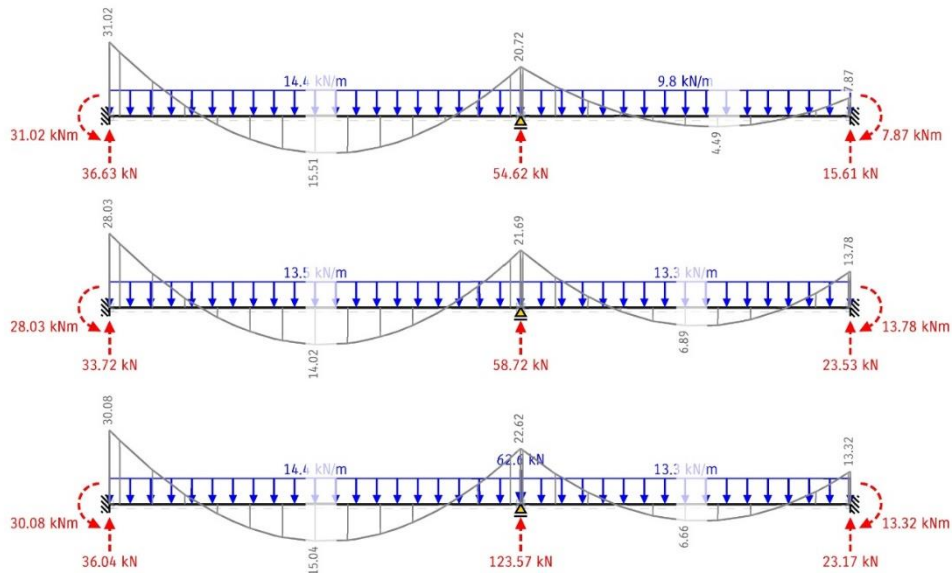 31.02
20.72
14.4 kN/m
9.8 kN/m
7.87
31.02 kNm
7.87 kNm
36.63 kN
15.51
54.62 kN
4.49
15.61 kN
28.03
21.69
13.78
13.5 kN/m
13.3 kN/m
28.03 kNm
13.78 kNm
33.72 kN
14.02
58.72 kN
6.89
23.53 kN
30.08
22.62
13.32
14.4 kN/m
62.6 kN
13.3 kN/m
30.08 kNm
13.32 kNm
36.04 kN
15.04
123.57 kN
6.66
23.17 kN